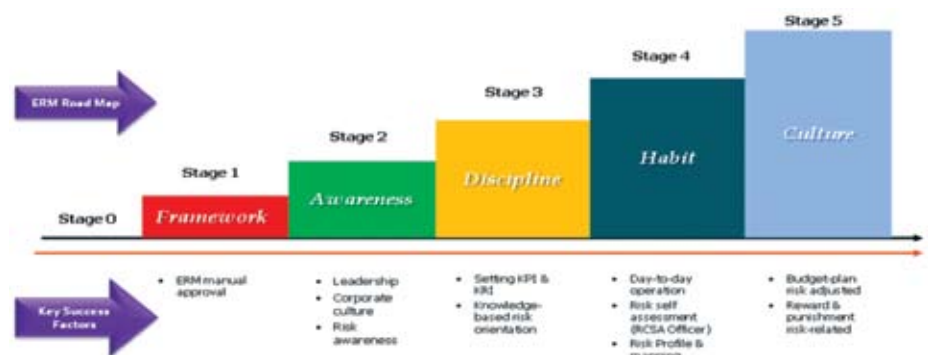 Stage 5
Stage 4
ERM Road Map
Stage 3
Culture
Stage 2
Habit
Stage 1
Discipline
Awareness
Stage 0
Framework
Key Success
Factors
• ERM manual
approval
• Leadership
• Corporate
culture
• Risk
awareness
• Setting KPI &
KRI
• Knowledge-
based risk
orientation
• Day-to-day
operation
• Risk self
assessment
(RCSA Officer)
• Risk Profile &
• Budget-plan
risk adjusted
• Reward &
punishment
risk-related